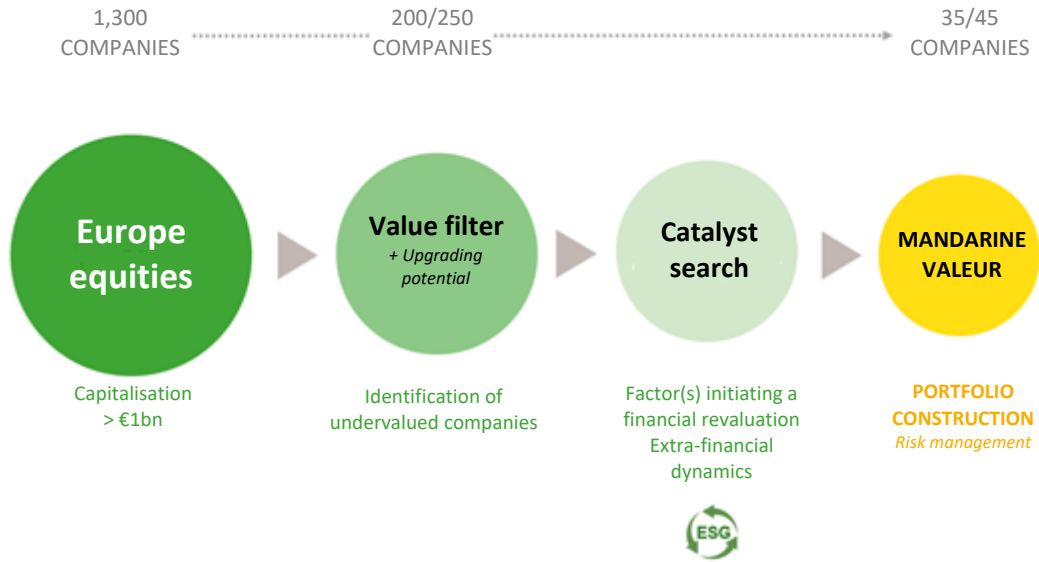 1,300
COMPANIES
200/250
COMPANIES
35/45
COMPANIES
Europe
equities
Value filter
+ Upgrading
potential
Catalyst
search
MANDARINE
VALEUR
Capitalisation
> €1bn
Identification of
undervalued companies
Factor(s) initiating a
financial revaluation
Extra-financial
dynamics
PORTFOLIO
CONSTRUCTION
Risk management
ESG